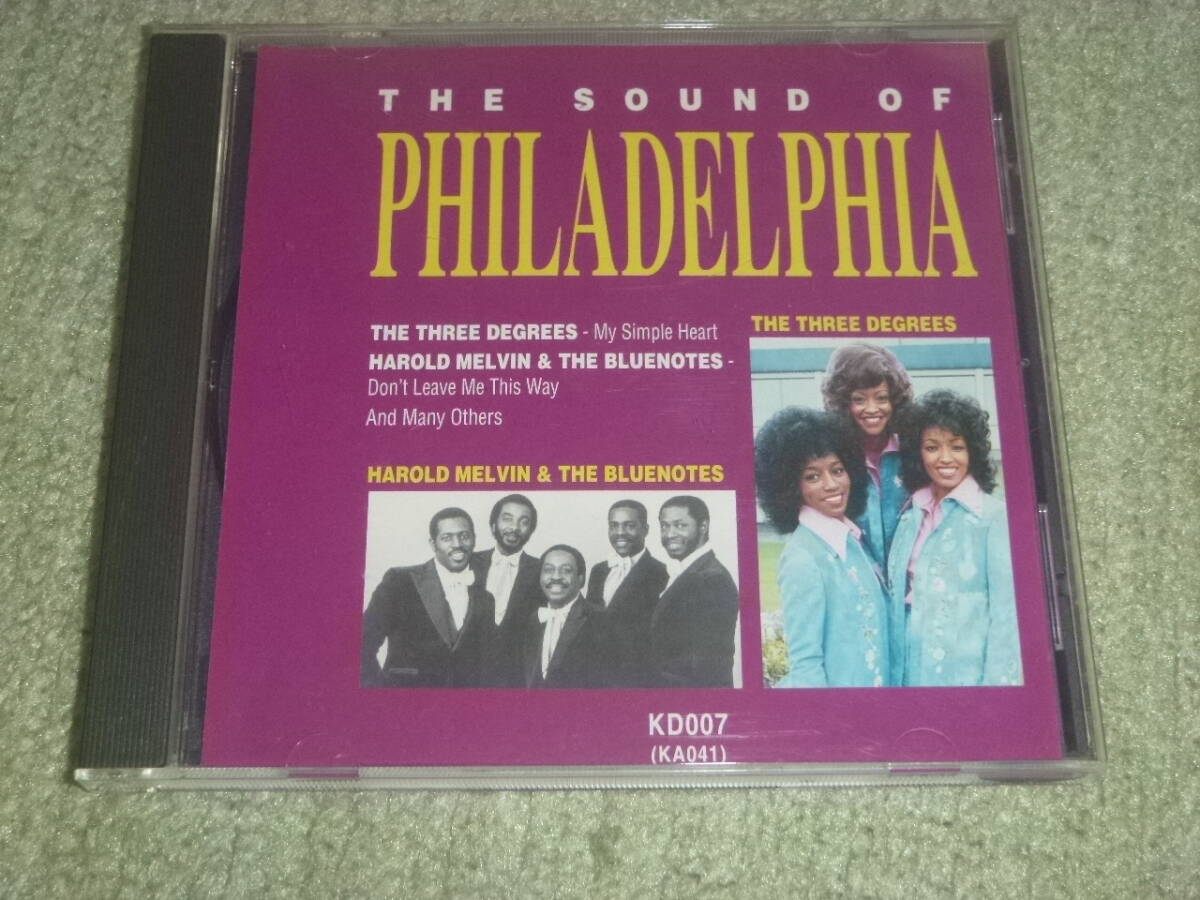 THE SOUND OF
PHILADELPHIA
THE THREE DEGREES - My Simple Heart
HAROLD MELVIN & THE BLUENOTES -
Don't Leave Me This Way
And Many Others
THE THREE DEGREES
HAROLD MELVIN & THE BLUENOTES
KD007
(KA041)